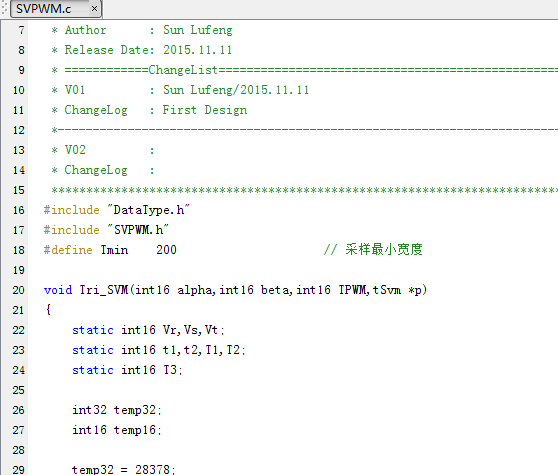 SVPWM.c ×
7 * Author : Sun Lufeng
8 * Release Date: 2015.11.11
9 * ============ChangeList=================================================
10 * V01 : Sun Lufeng/2015.11.11
11 * ChangeLog : First Design
12 *------------------------------------------------------------------------
13 * V02 :
14 * ChangeLog :
15 *************************************************************************
16 #include "DataType.h"
17 #include "SVPWM.h"
18 #define Tmin 200 // 采样最小宽度
19
20 void Tri_SVM(int16 alpha,int16 beta,int16 TPWM,tSvm *p)
21 {
22 static int16 Vr,Vs,Vt;
23 static int16 t1,t2,T1,T2;
24 static int16 T3;
25
26 int32 temp32;
27 int16 temp16;
28
29 temp32 = 28378;